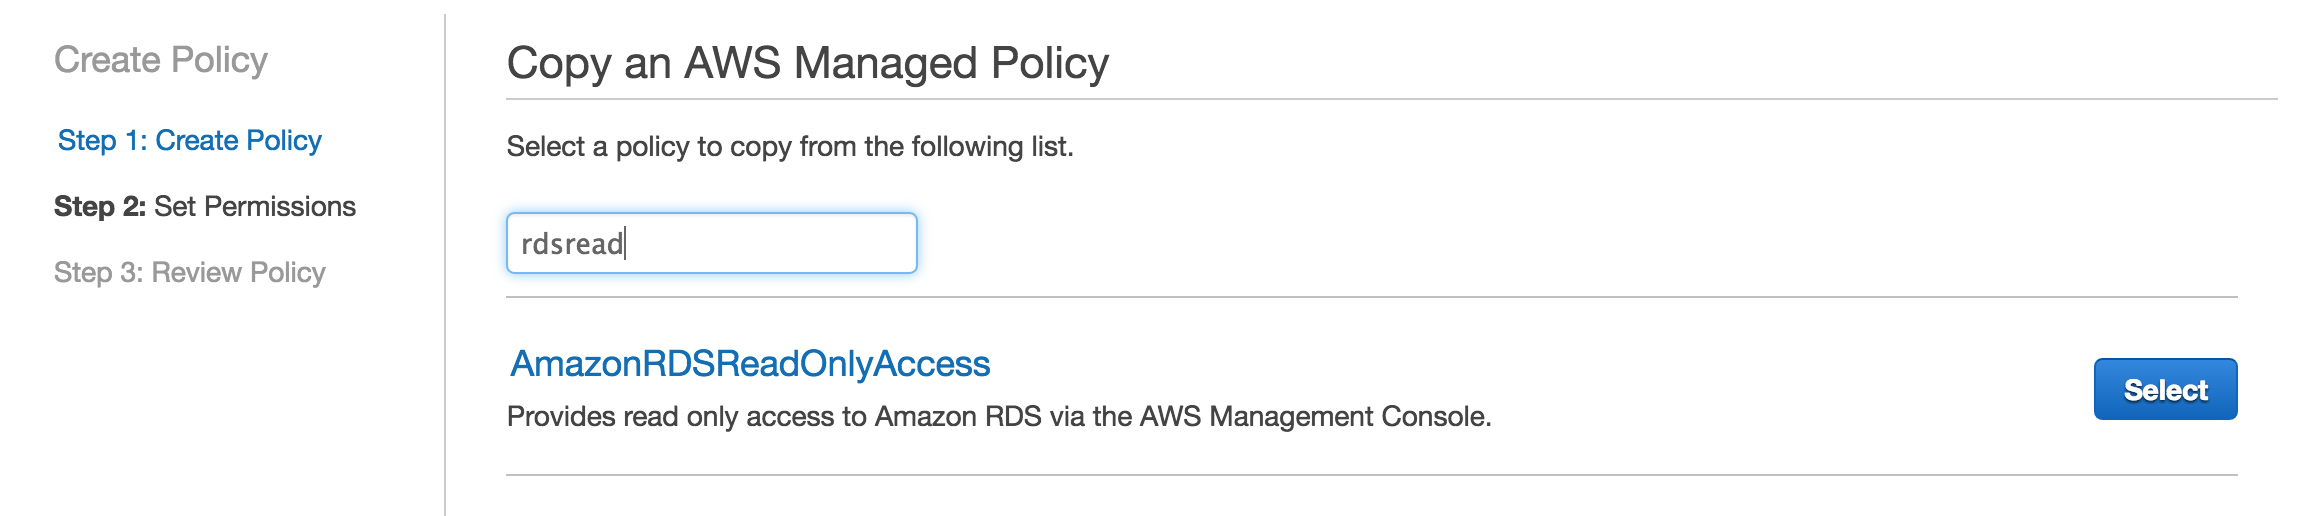 Create Policy
Step 1: Create Policy
Step 2: Set Permissions
Step 3: Review Policy
Copy an AWS Managed Policy
Select a policy to copy from the following list.
rdsread
AmazonRDSReadOnlyAccess
Provides read only access to Amazon RDS via the AWS Management Console.
Select